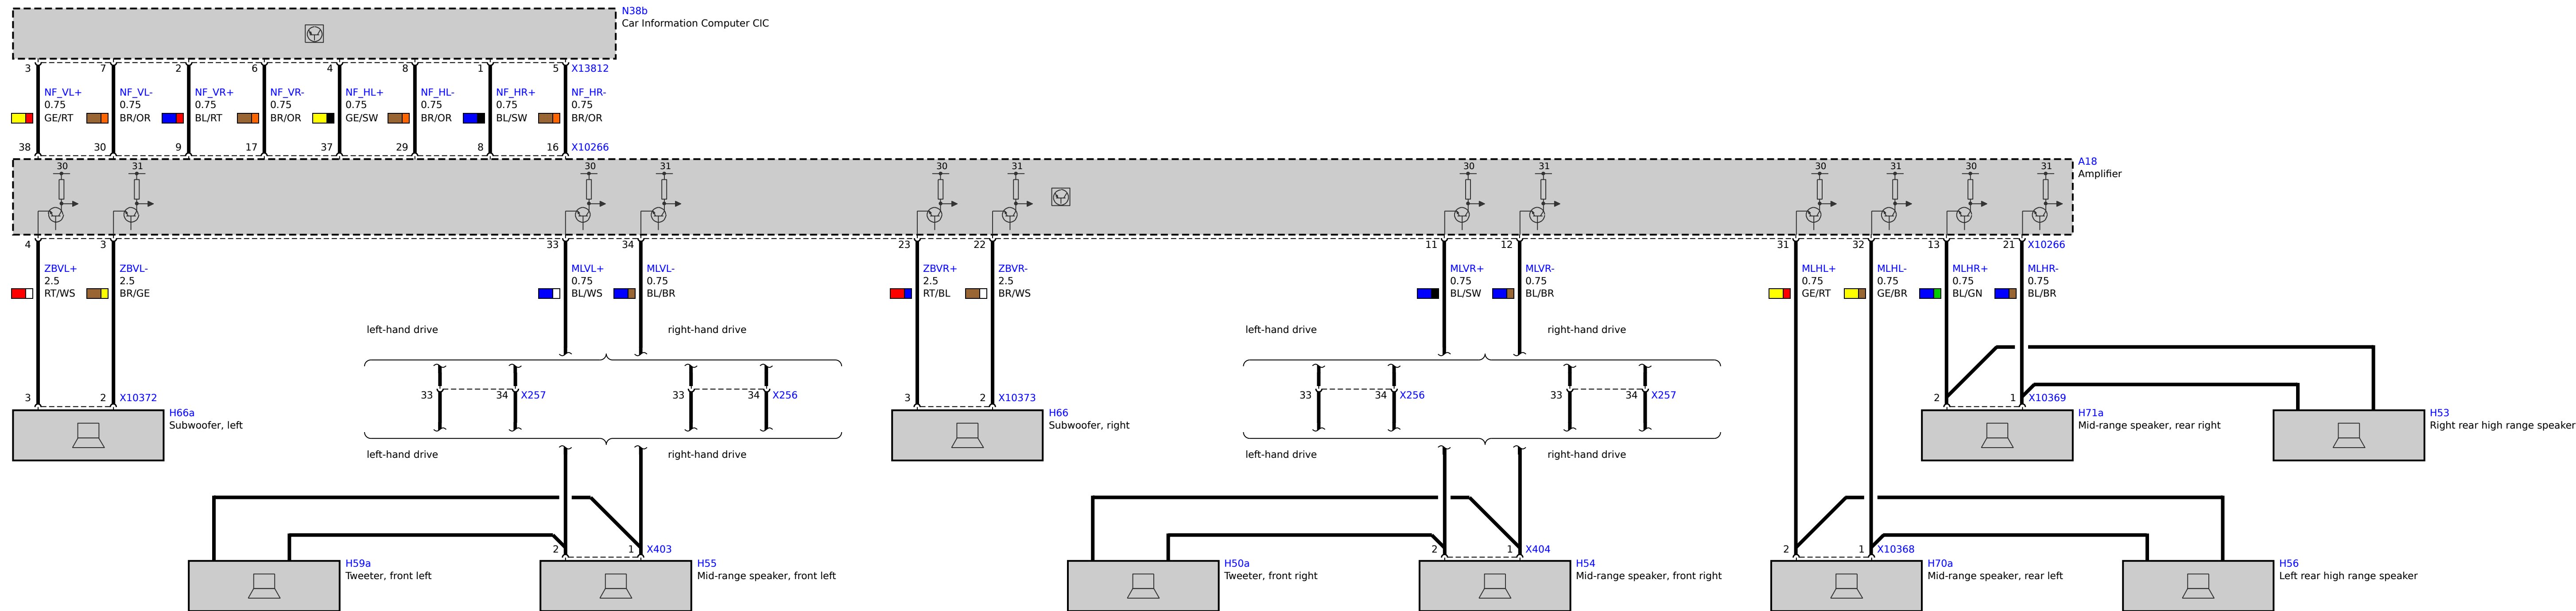 N38b
Car Information Computer CIC
3 7 2 6 4 8 1 5 X13812
NF_VL+ NF_VL- NF_VR+ NF_VR- NF_HL+ NF_HL- NF_HR+ NF_HR-
0.75 0.75 0.75 0.75 0.75 0.75 0.75 0.75
GE/RT BR/OR BL/RT BR/OR GE/SW BR/OR BL/SW BR/OR
38 30 9 17 37 29 8 16 X10266
A18
Amplifier
30 31 30 31 30 31 30 31 30 31 30 31
4 3 33 34 23 22 11 12 31 32 13 21 X10266
ZBVL+ ZBVL- MLVL+ MLVL- ZBVR+ ZBVR- MLVR+ MLVR- MLHL+ MLHL- MLHR+ MLHR-
2.5 2.5 0.75 0.75 2.5 2.5 0.75 0.75 0.75 0.75 0.75 0.75
RT/WS BR/GE BL/WS BL/BR RT/BL BR/WS BL/SW BL/BR GE/RT GE/BR BL/GN BL/BR
left-hand drive right-hand drive left-hand drive right-hand drive
33 34 X257 33 34 X256 33 34 X256 33 34 X257
3 2 X10372 3 2 X10373 2 1 X10369
H66a H66 H71a H53
Subwoofer, left Subwoofer, right Mid-range speaker, rear right Right rear high range speaker
left-hand drive right-hand drive left-hand drive right-hand drive
2 1 X403 2 1 X404 2 1 X10368
H59a H55 H50a H54 H70a H56
Tweeter, front left Mid-range speaker, front left Tweeter, front right Mid-range speaker, front right Mid-range speaker, rear left Left rear high range speaker